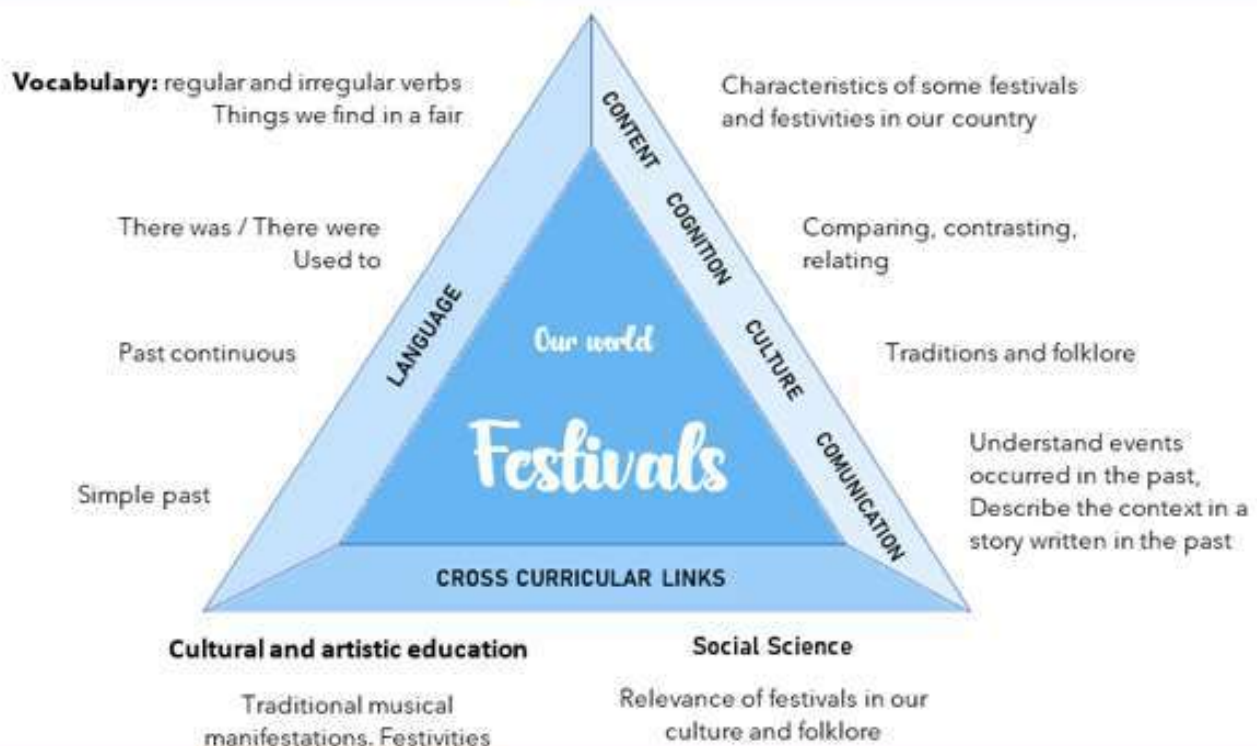 Vocabulary: regular and irregular verbs
Things we find in a fair
There was / There were
Used to
Past continuous
Simple past
LANGUAGE
Our world
Festivals
CONTENT
COGNITION
CULTURE
COMUNICATION
Characteristics of some festivals
and festivities in our country
Comparing, contrasting,
relating
Traditions and folklore
Understand events
occurred in the past,
Describe the context in a
story written in the past
CROSS CURRICULAR LINKS
Cultural and artistic education
Traditional musical
manifestations. Festivities
Social Science
Relevance of festivals in our
culture and folklore